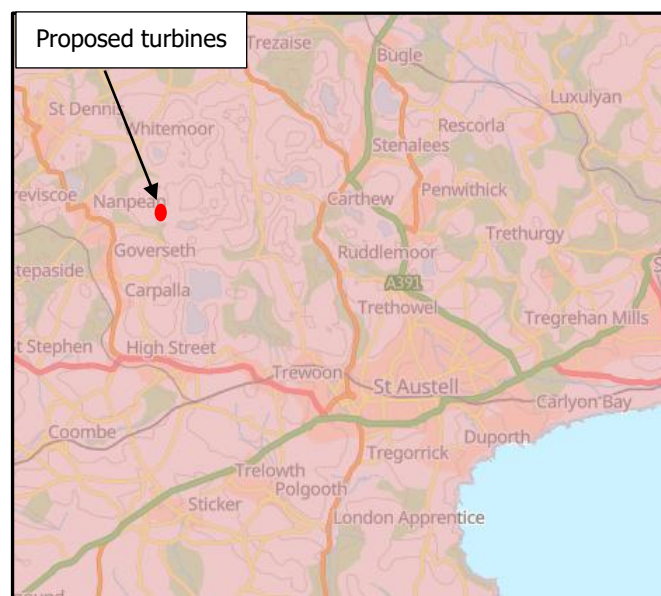 Proposed turbines
Trezaise
Bugle
Luxulyan
St Dennis
Whitemoor
Rescorla
Stenalees
Penwithick
reviscoe
Nanpean
Carthew
Trethurgy
Goverseth
Ruddlemoor
Stepaside
A391
Carpalla
Trethowel
Tregrehan Mills
t Stephen
High Street
Trewoon
St Austell
Carlyon Bay
Coombe
Duporth
Tregorrick
Trelowth
Polgooth
Sticker
London Apprentice
ound